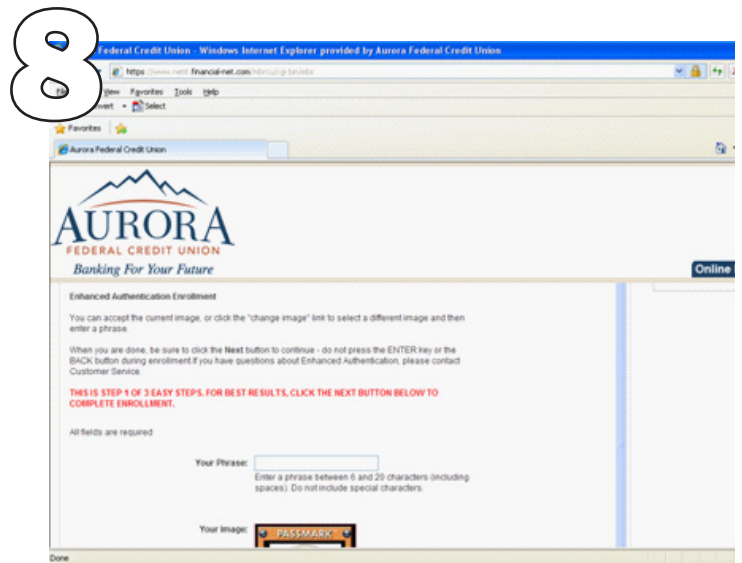 8
Federal Credit Union - Windows Internet Explorer provided by Aurora Federal Credit Union
https
financial-net.com
View Favorites Tools Help
Select
Favorites
Aurora Federal Credit Union
AURORA
FEDERAL CREDIT UNION
Banking For Your Future
Online
Enhanced Authentication Enrollment
You can accept the current image, or click the "change image" link to select a different image and then
enter a phrase.
When you are done, be sure to click the Next button to continue - do not press the ENTER key or the
BACK button during enrollment.If you have questions about Enhanced Authentication, please contact
Customer Service.
THIS IS STEP 1 OF 3 EASY STEPS. FOR BEST RESULTS, CLICK THE NEXT BUTTON BELOW TO
COMPLETE ENROLLMENT.
All fields are required
Your Phrase:
Enter a phrase between 6 and 20 characters (including
spaces). Do not include special characters.
Your Image:
PASSMARK
Done